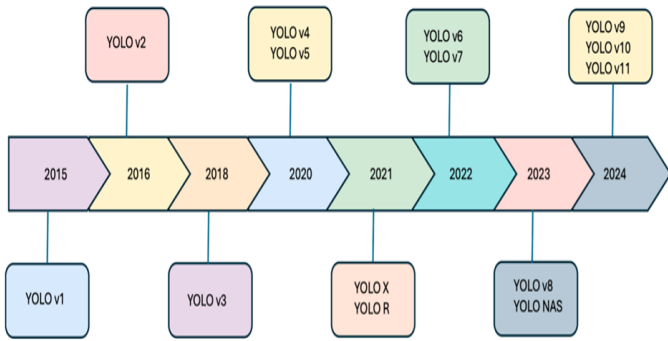 YOLO v2
YOLO v4
YOLO v5
YOLO v6
YOLO v7
YOLO v9
YOLO v10
YOLO v11
2015
2016
2018
2020
2021
2022
2023
2024
YOLO v1
YOLO v3
YOLO X
YOLO R
YOLO v8
YOLO NAS